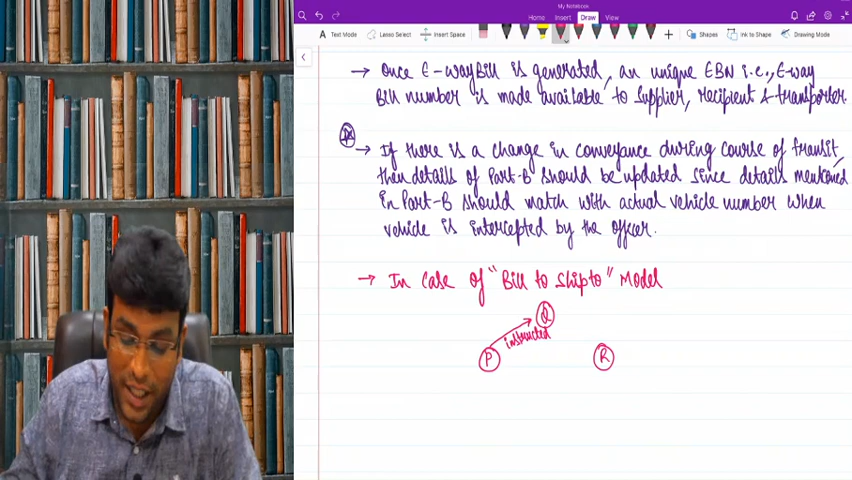 My Notebook
Home Insert Draw View
Text Mode Lasso Select Insert Space Shapes Ink to Shape Drawing Mode
→ Once E-wayBill is generated, an unique EBN i.e., E-way
Bill number is made available to supplier, recipient & transporter.
→ If there is a change in conveyance during course of transit,
then details of Part-B should be updated since details mentioned
in Part-B should match with actual vehicle number when
vehicle is intercepted by the officer.
→ In Case of "Bill to Ship to" Model
Q
instructed
P R